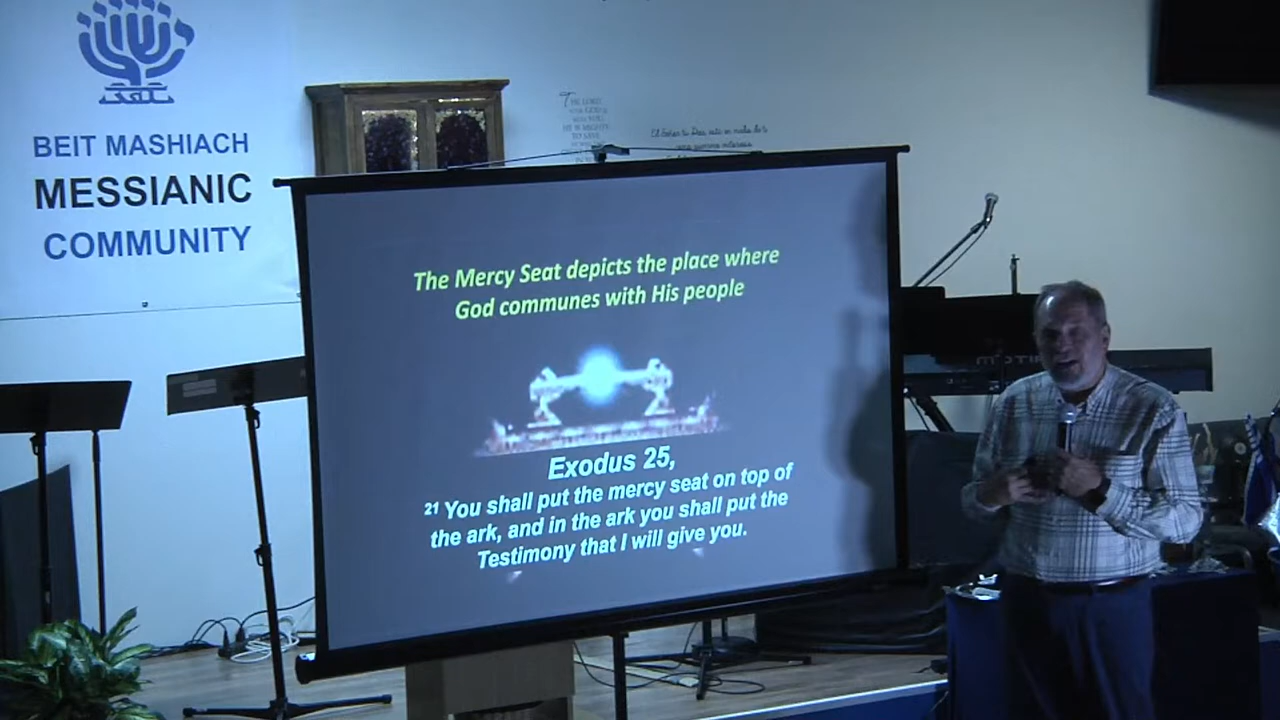 BEIT MASHIACH
MESSIANIC
COMMUNITY
THE LORD
The Mercy Seat depicts the place where
God communes with His people
Exodus 25,
21 You shall put the mercy seat on top of
the ark, and in the ark you shall put the
Testimony that I will give you.